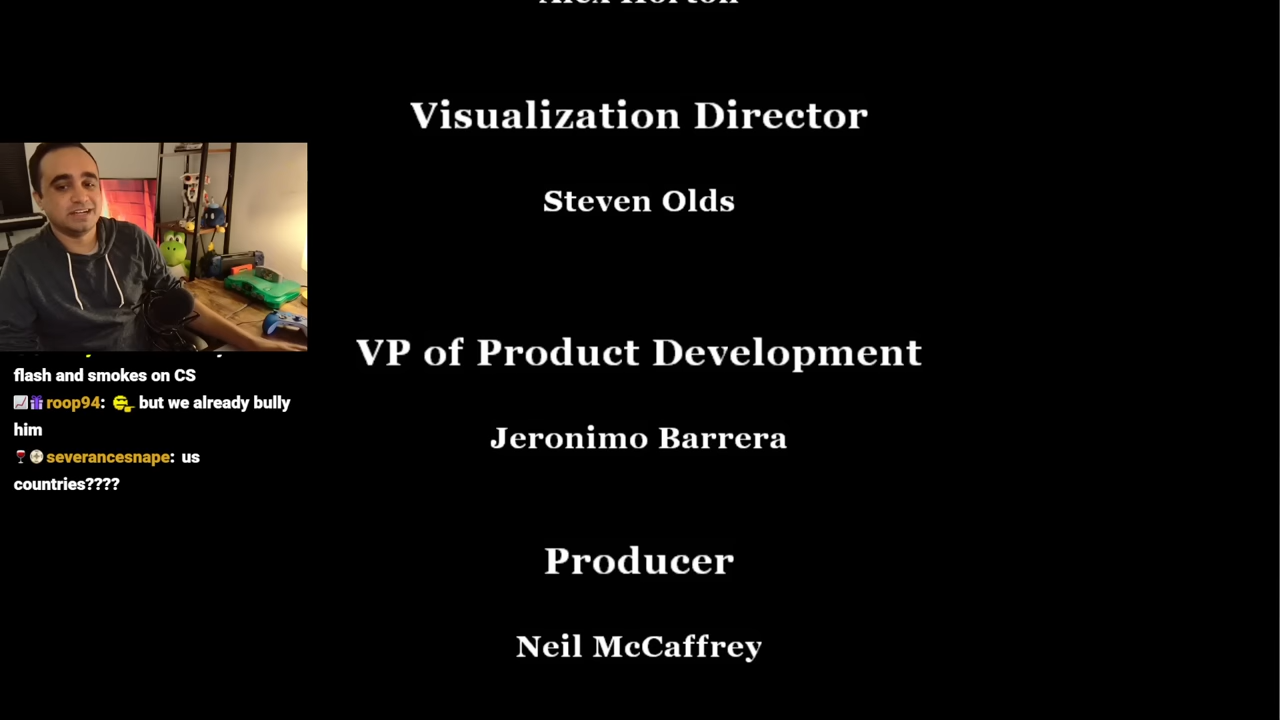 Visualization Director
Steven Olds
VP of Product Development
Jeronimo Barrera
Producer
Neil McCaffrey
flash and smokes on CS
roop94: but we already bully
him
severancesnape: us
countries????